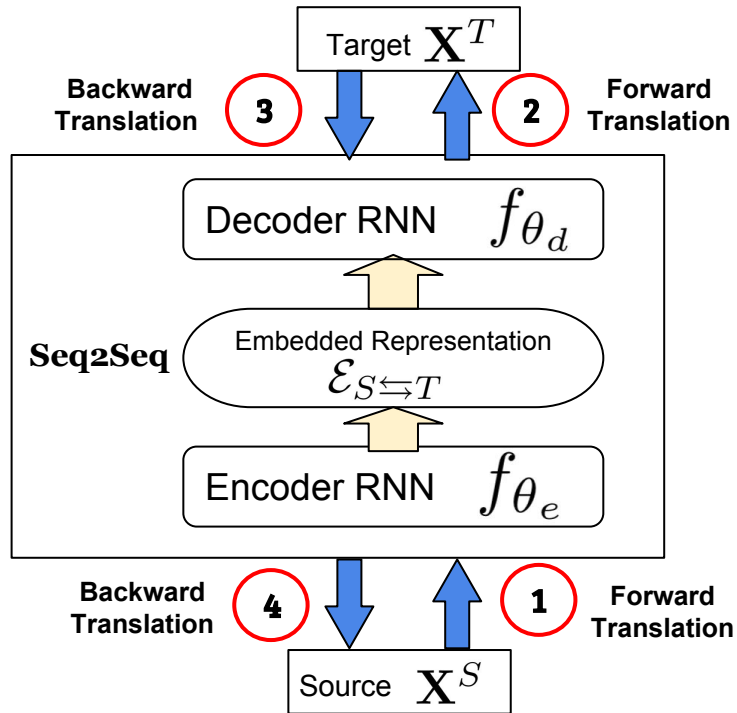 Target X^T
Backward
Translation
3
2
Forward
Translation
Decoder RNN f_{θ_d}
Embedded Representation
Seq2Seq
ℰ_{S⇆T}
Encoder RNN f_{θ_e}
Backward
Translation
4
1
Forward
Translation
Source X^S